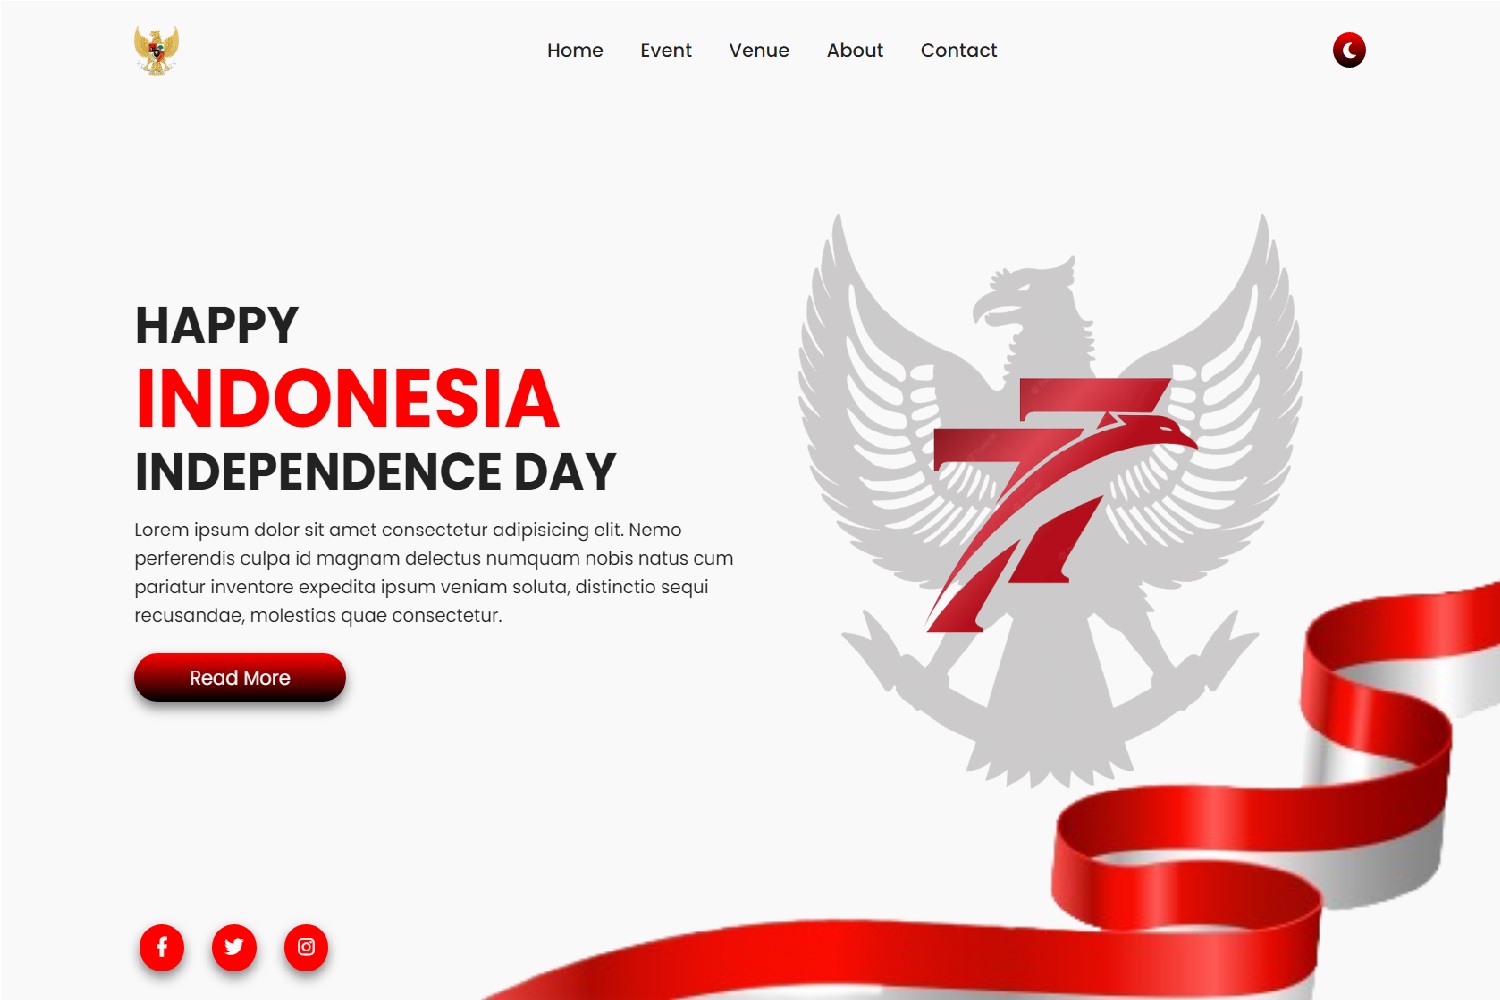 Home Event Venue About Contact
HAPPY
INDONESIA
INDEPENDENCE DAY
77
Lorem ipsum dolor sit amet consectetur adipisicing elit. Nemo
perferendis culpa id magnam delectus numquam nobis natus cum
pariatur inventore expedita ipsum veniam soluta, distinctio sequi
recusandae, molestias quae consectetur.
Read More